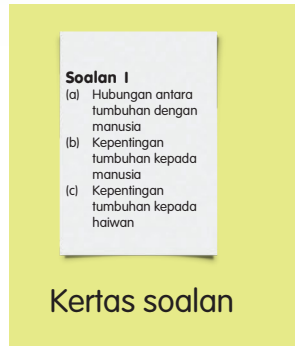 Soalan 1
(a) Hubungan antara
tumbuhan dengan
manusia
(b) Kepentingan
tumbuhan kepada
manusia
(c) Kepentingan
tumbuhan kepada
haiwan
Kertas soalan